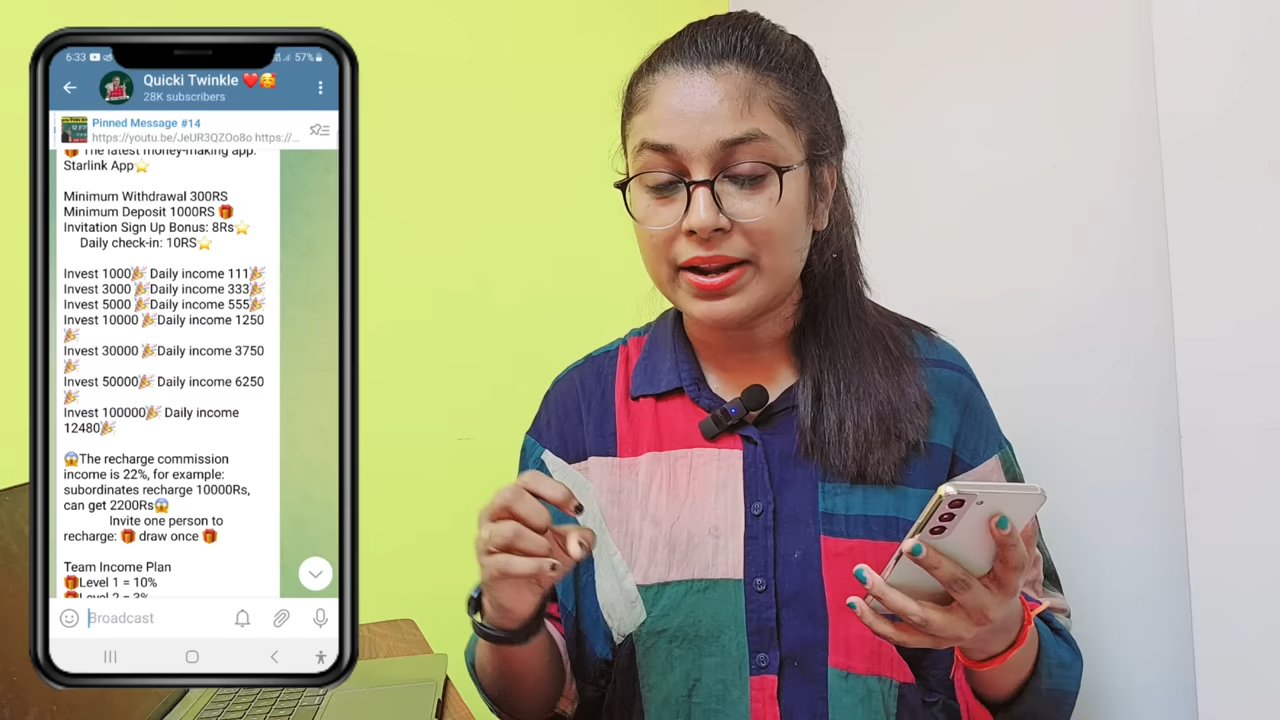 6:33
57%
Quicki Twinkle ❤️🥰
28K subscribers
Pinned Message #14
https://youtu.be/JeUR3QZOo8o https://...
🎁 The latest money-making app:
Starlink App⭐
Minimum Withdrawal 300RS
Minimum Deposit 1000RS 🎁
Invitation Sign Up Bonus: 8Rs⭐
Daily check-in: 10RS⭐
Invest 1000🎉 Daily income 111🎉
Invest 3000 🎉Daily income 333🎉
Invest 5000 🎉Daily income 555🎉
Invest 10000 🎉Daily income 1250
🎉
Invest 30000 🎉Daily income 3750
🎉
Invest 50000🎉 Daily income 6250
🎉
Invest 100000🎉 Daily income
12480🎉
😱The recharge commission
income is 22%, for example:
subordinates recharge 10000Rs,
can get 2200Rs😱
Invite one person to
recharge: 🎁 draw once 🎁
Team Income Plan
🎁Level 1 = 10%
🎁Level 2 = 3%
Broadcast